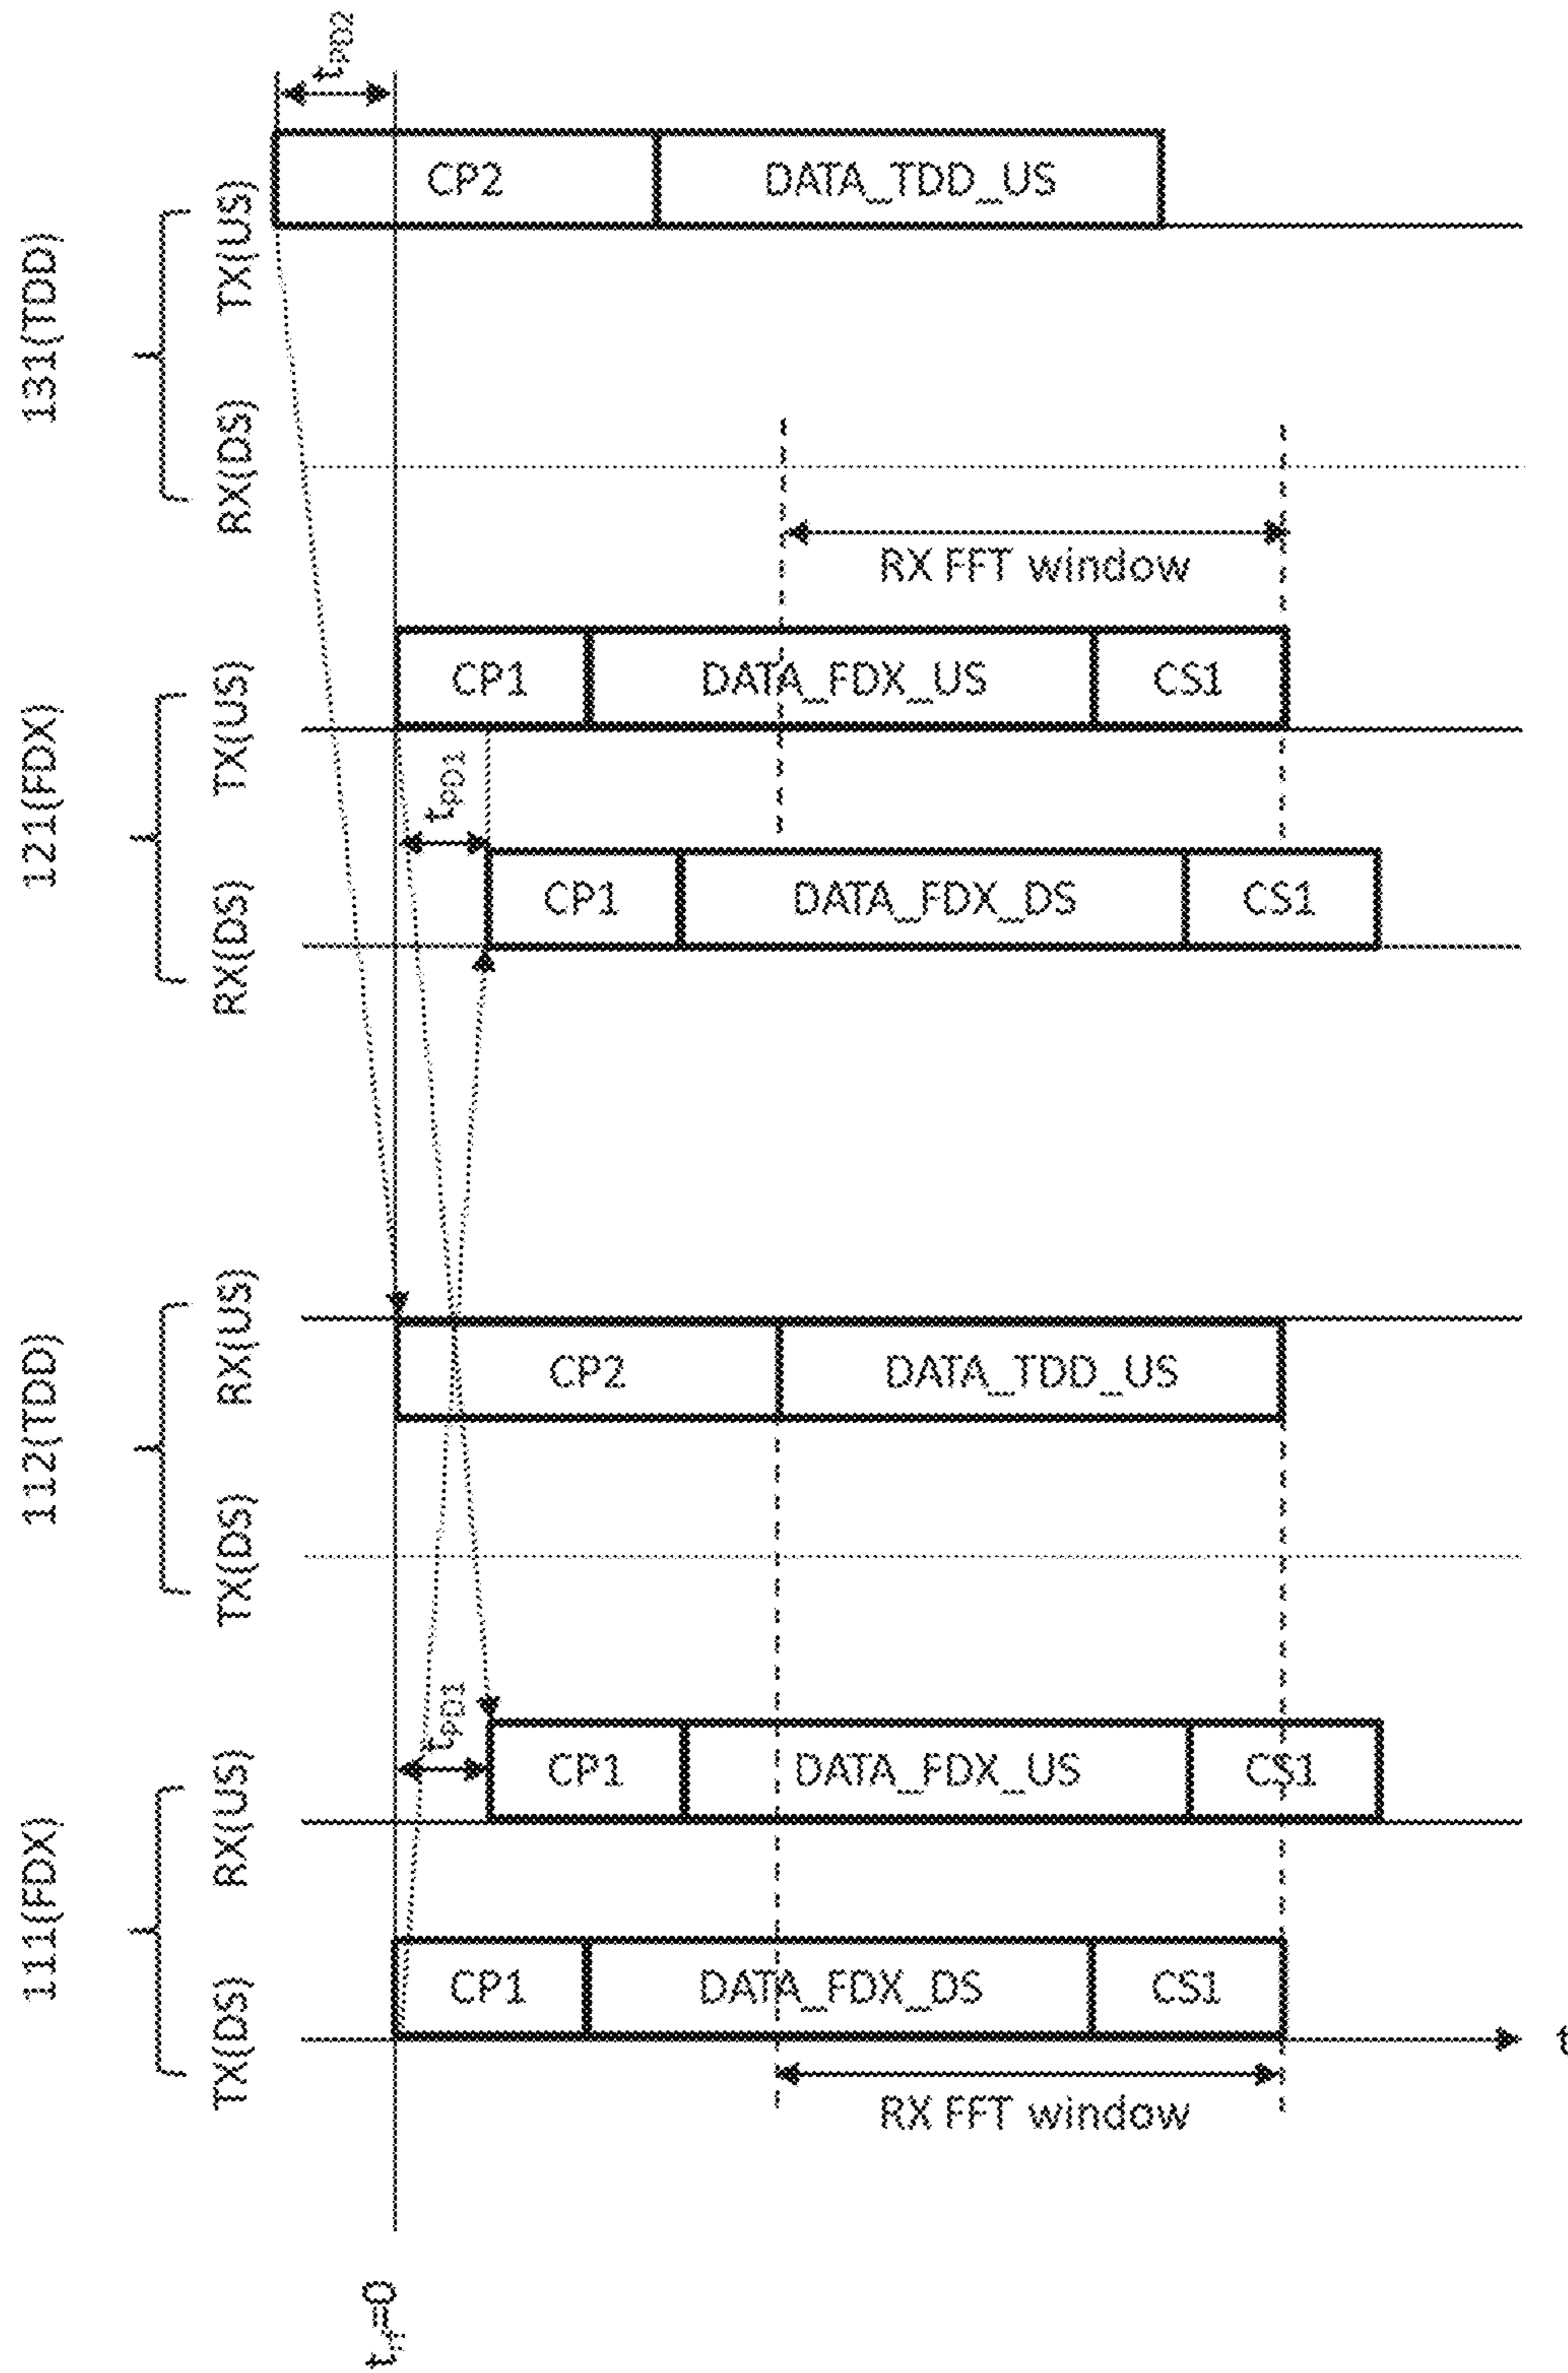 t_PD2
131(TDD)
TX(US)
CP2 DATA_TDD_US
RX(DS)
RX FFT window
121(FDX)
TX(US)
CP1 DATA_FDX_US CS1
t_PD1
RX(DS)
CP1 DATA_FDX_DS CS1
112(TDD)
RX(US)
CP2 DATA_TDD_US
TX(DS)
111(FDX)
t_PD1
RX(US)
CP1 DATA_FDX_US CS1
TX(DS)
CP1 DATA_FDX_DS CS1
t
RX FFT window